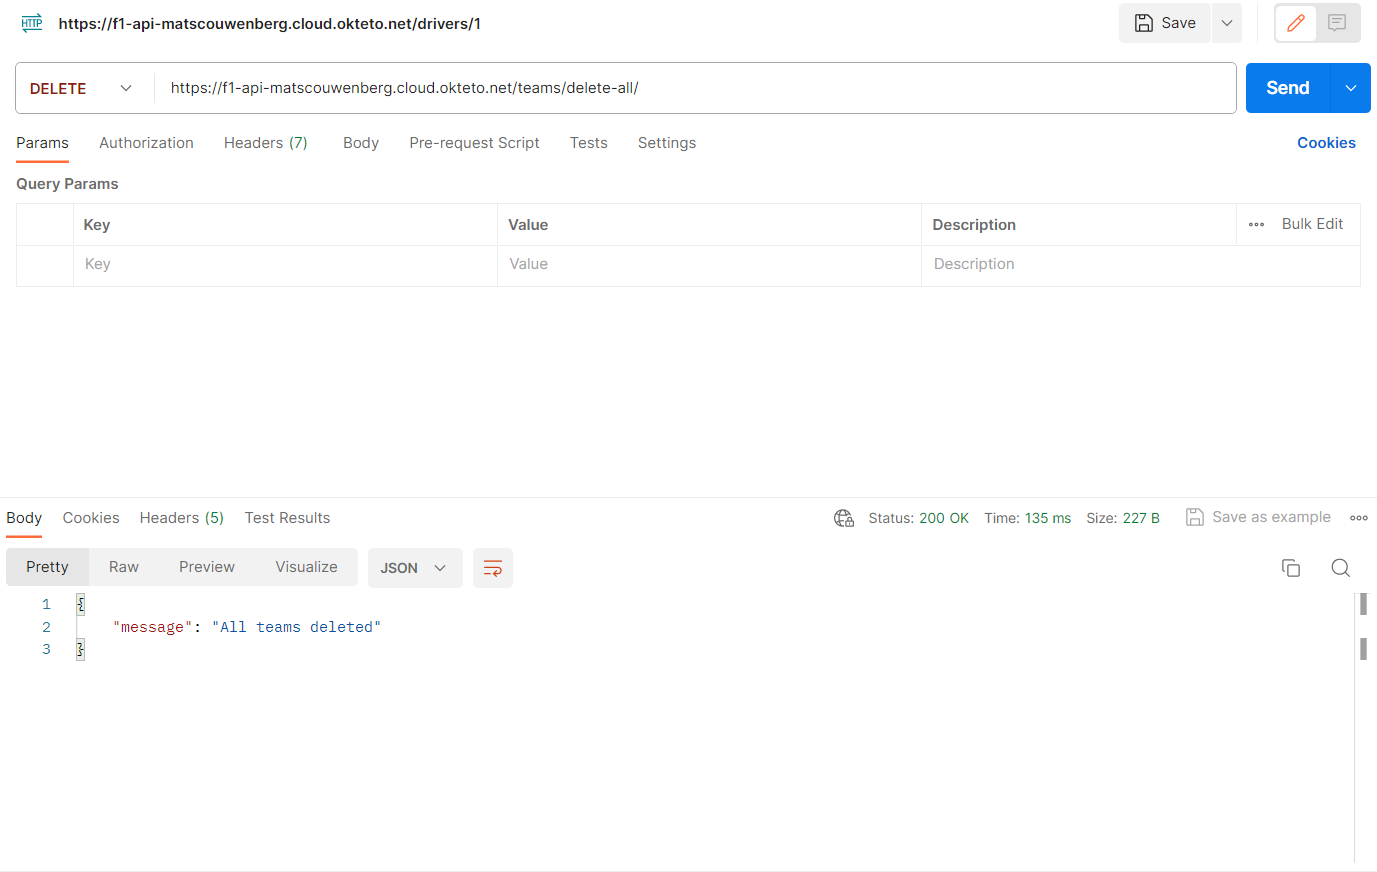 HTTP https://f1-api-matscouwenberg.cloud.okteto.net/drivers/1 Save
DELETE https://f1-api-matscouwenberg.cloud.okteto.net/teams/delete-all/ Send
Params Authorization Headers (7) Body Pre-request Script Tests Settings Cookies
Query Params
Key Value Description Bulk Edit
Key Value Description
Body Cookies Headers (5) Test Results Status: 200 OK Time: 135 ms Size: 227 B Save as example
Pretty Raw Preview Visualize JSON
1 {
2 "message": "All teams deleted"
3 }